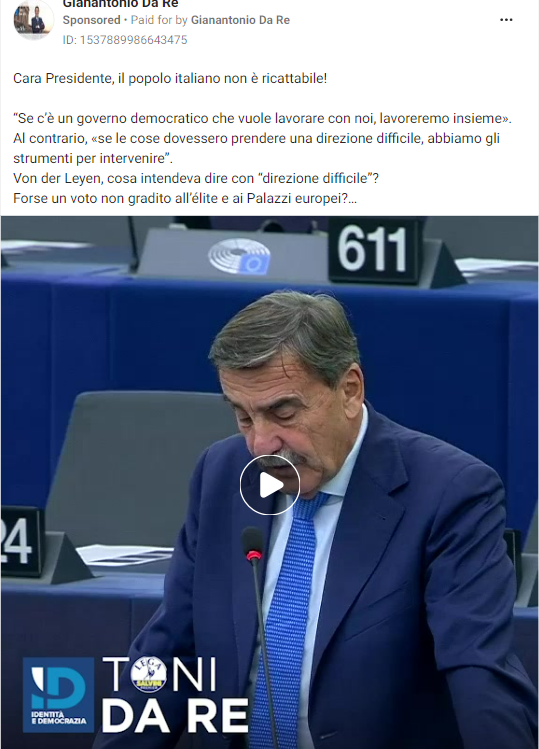 Gianantonio Da Re
Sponsored • Paid for by Gianantonio Da Re
ID: 1537889986643475
Cara Presidente, il popolo italiano non è ricattabile!
“Se c’è un governo democratico che vuole lavorare con noi, lavoreremo insieme».
Al contrario, «se le cose dovessero prendere una direzione difficile, abbiamo gli
strumenti per intervenire”.
Von der Leyen, cosa intendeva dire con “direzione difficile”?
Forse un voto non gradito all’élite e ai Palazzi europei?...
611
24
ID
IDENTITÀ
E DEMOCRAZIA
TONI
LEGA
SALVINI
DA RE